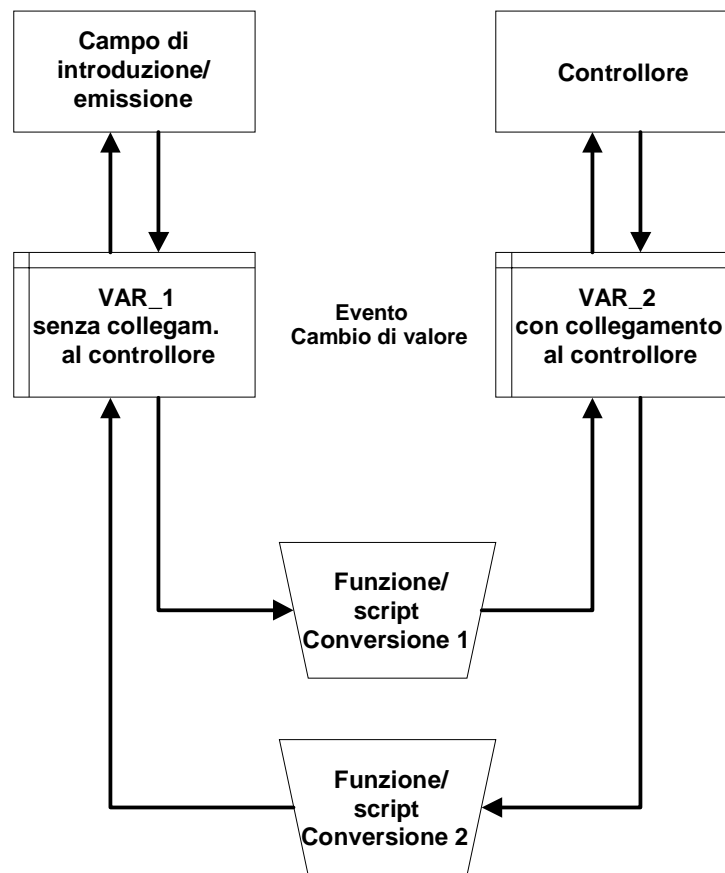 Campo di
introduzione/
emissione
Controllore
VAR_1
senza collegam.
al controllore
Evento
Cambio di valore
VAR_2
con collegamento
al controllore
Funzione/
script
Conversione 1
Funzione/
script
Conversione 2